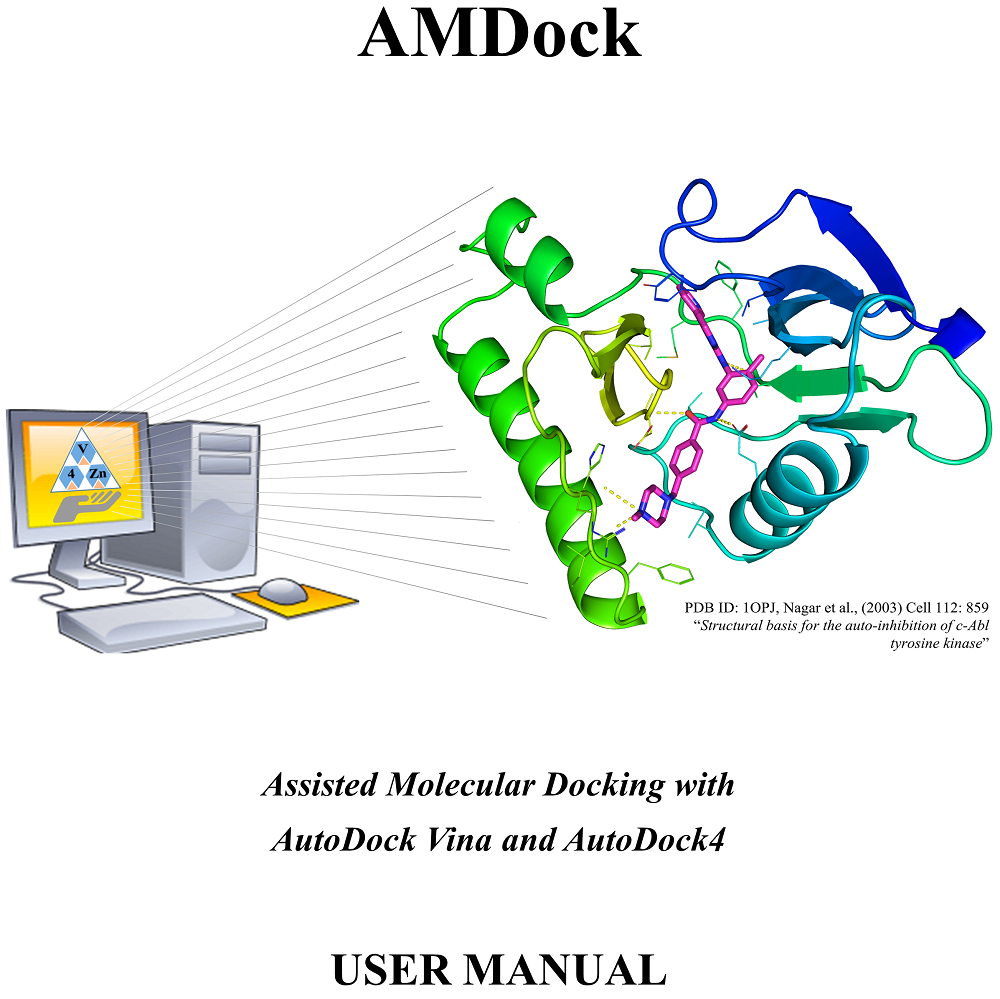 AMDock
V
4 Zn
PDB ID: 1OPJ, Nagar et al., (2003) Cell 112: 859
“Structural basis for the auto-inhibition of c-Abl
tyrosine kinase”
Assisted Molecular Docking with
AutoDock Vina and AutoDock4
USER MANUAL